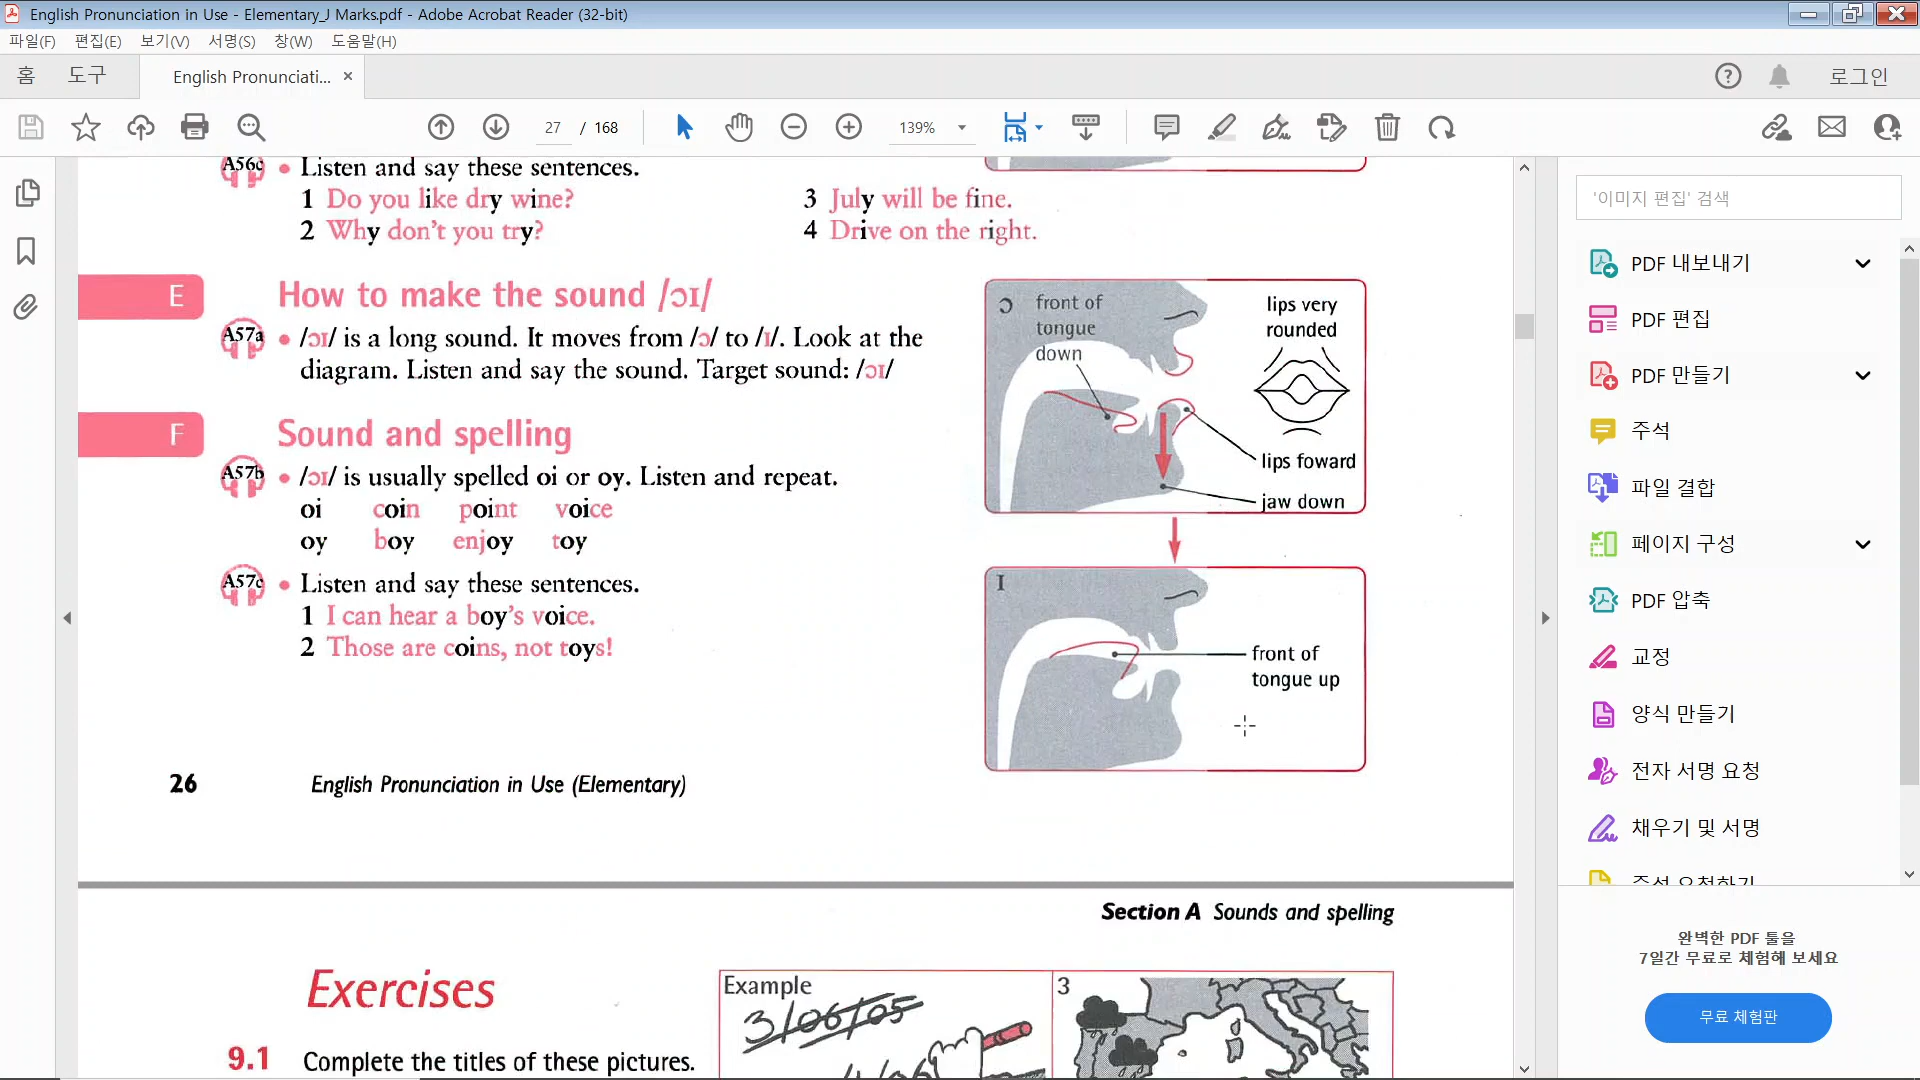 English Pronunciation in Use - Elementary_J Marks.pdf - Adobe Acrobat Reader (32-bit)
파일(F) 편집(E) 보기(V) 서명(S) 창(W) 도움말(H)
홈 도구 English Pronunciati... × 로그인
27 / 168 139%
A56c • Listen and say these sentences.
1 Do you like dry wine? 3 July will be fine.
2 Why don't you try? 4 Drive on the right.
E How to make the sound /ɔɪ/
A57a • /ɔɪ/ is a long sound. It moves from /ɔ/ to /ɪ/. Look at the
diagram. Listen and say the sound. Target sound: /ɔɪ/
F Sound and spelling
A57b • /ɔɪ/ is usually spelled oi or oy. Listen and repeat.
oi coin point voice
oy boy enjoy toy
A57c • Listen and say these sentences.
1 I can hear a boy's voice.
2 Those are coins, not toys!
ɔ front of
tongue
down
lips very
rounded
lips foward
jaw down
I
front of
tongue up
26 English Pronunciation in Use (Elementary)
Section A Sounds and spelling
Exercises
9.1 Complete the titles of these pictures.
Example
3/06/05
3
'이미지 편집' 검색
PDF 내보내기
PDF 편집
PDF 만들기
주석
파일 결합
페이지 구성
PDF 압축
교정
양식 만들기
전자 서명 요청
채우기 및 서명
완벽한 PDF 툴을
7일간 무료로 체험해 보세요
무료 체험판